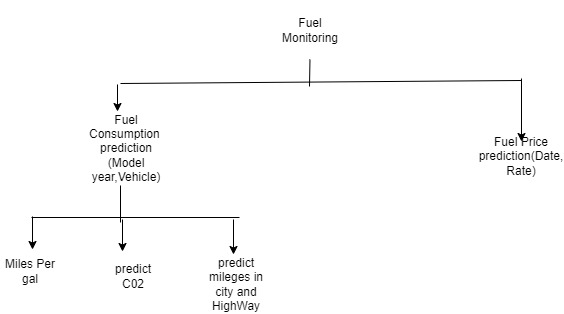 Fuel
Monitoring
Fuel
Consumption
prediction
(Model
year,Vehicle)
Fuel Price
prediction(Date,
Rate)
Miles Per
gal
predict
C02
predict
mileges in
city and
HighWay